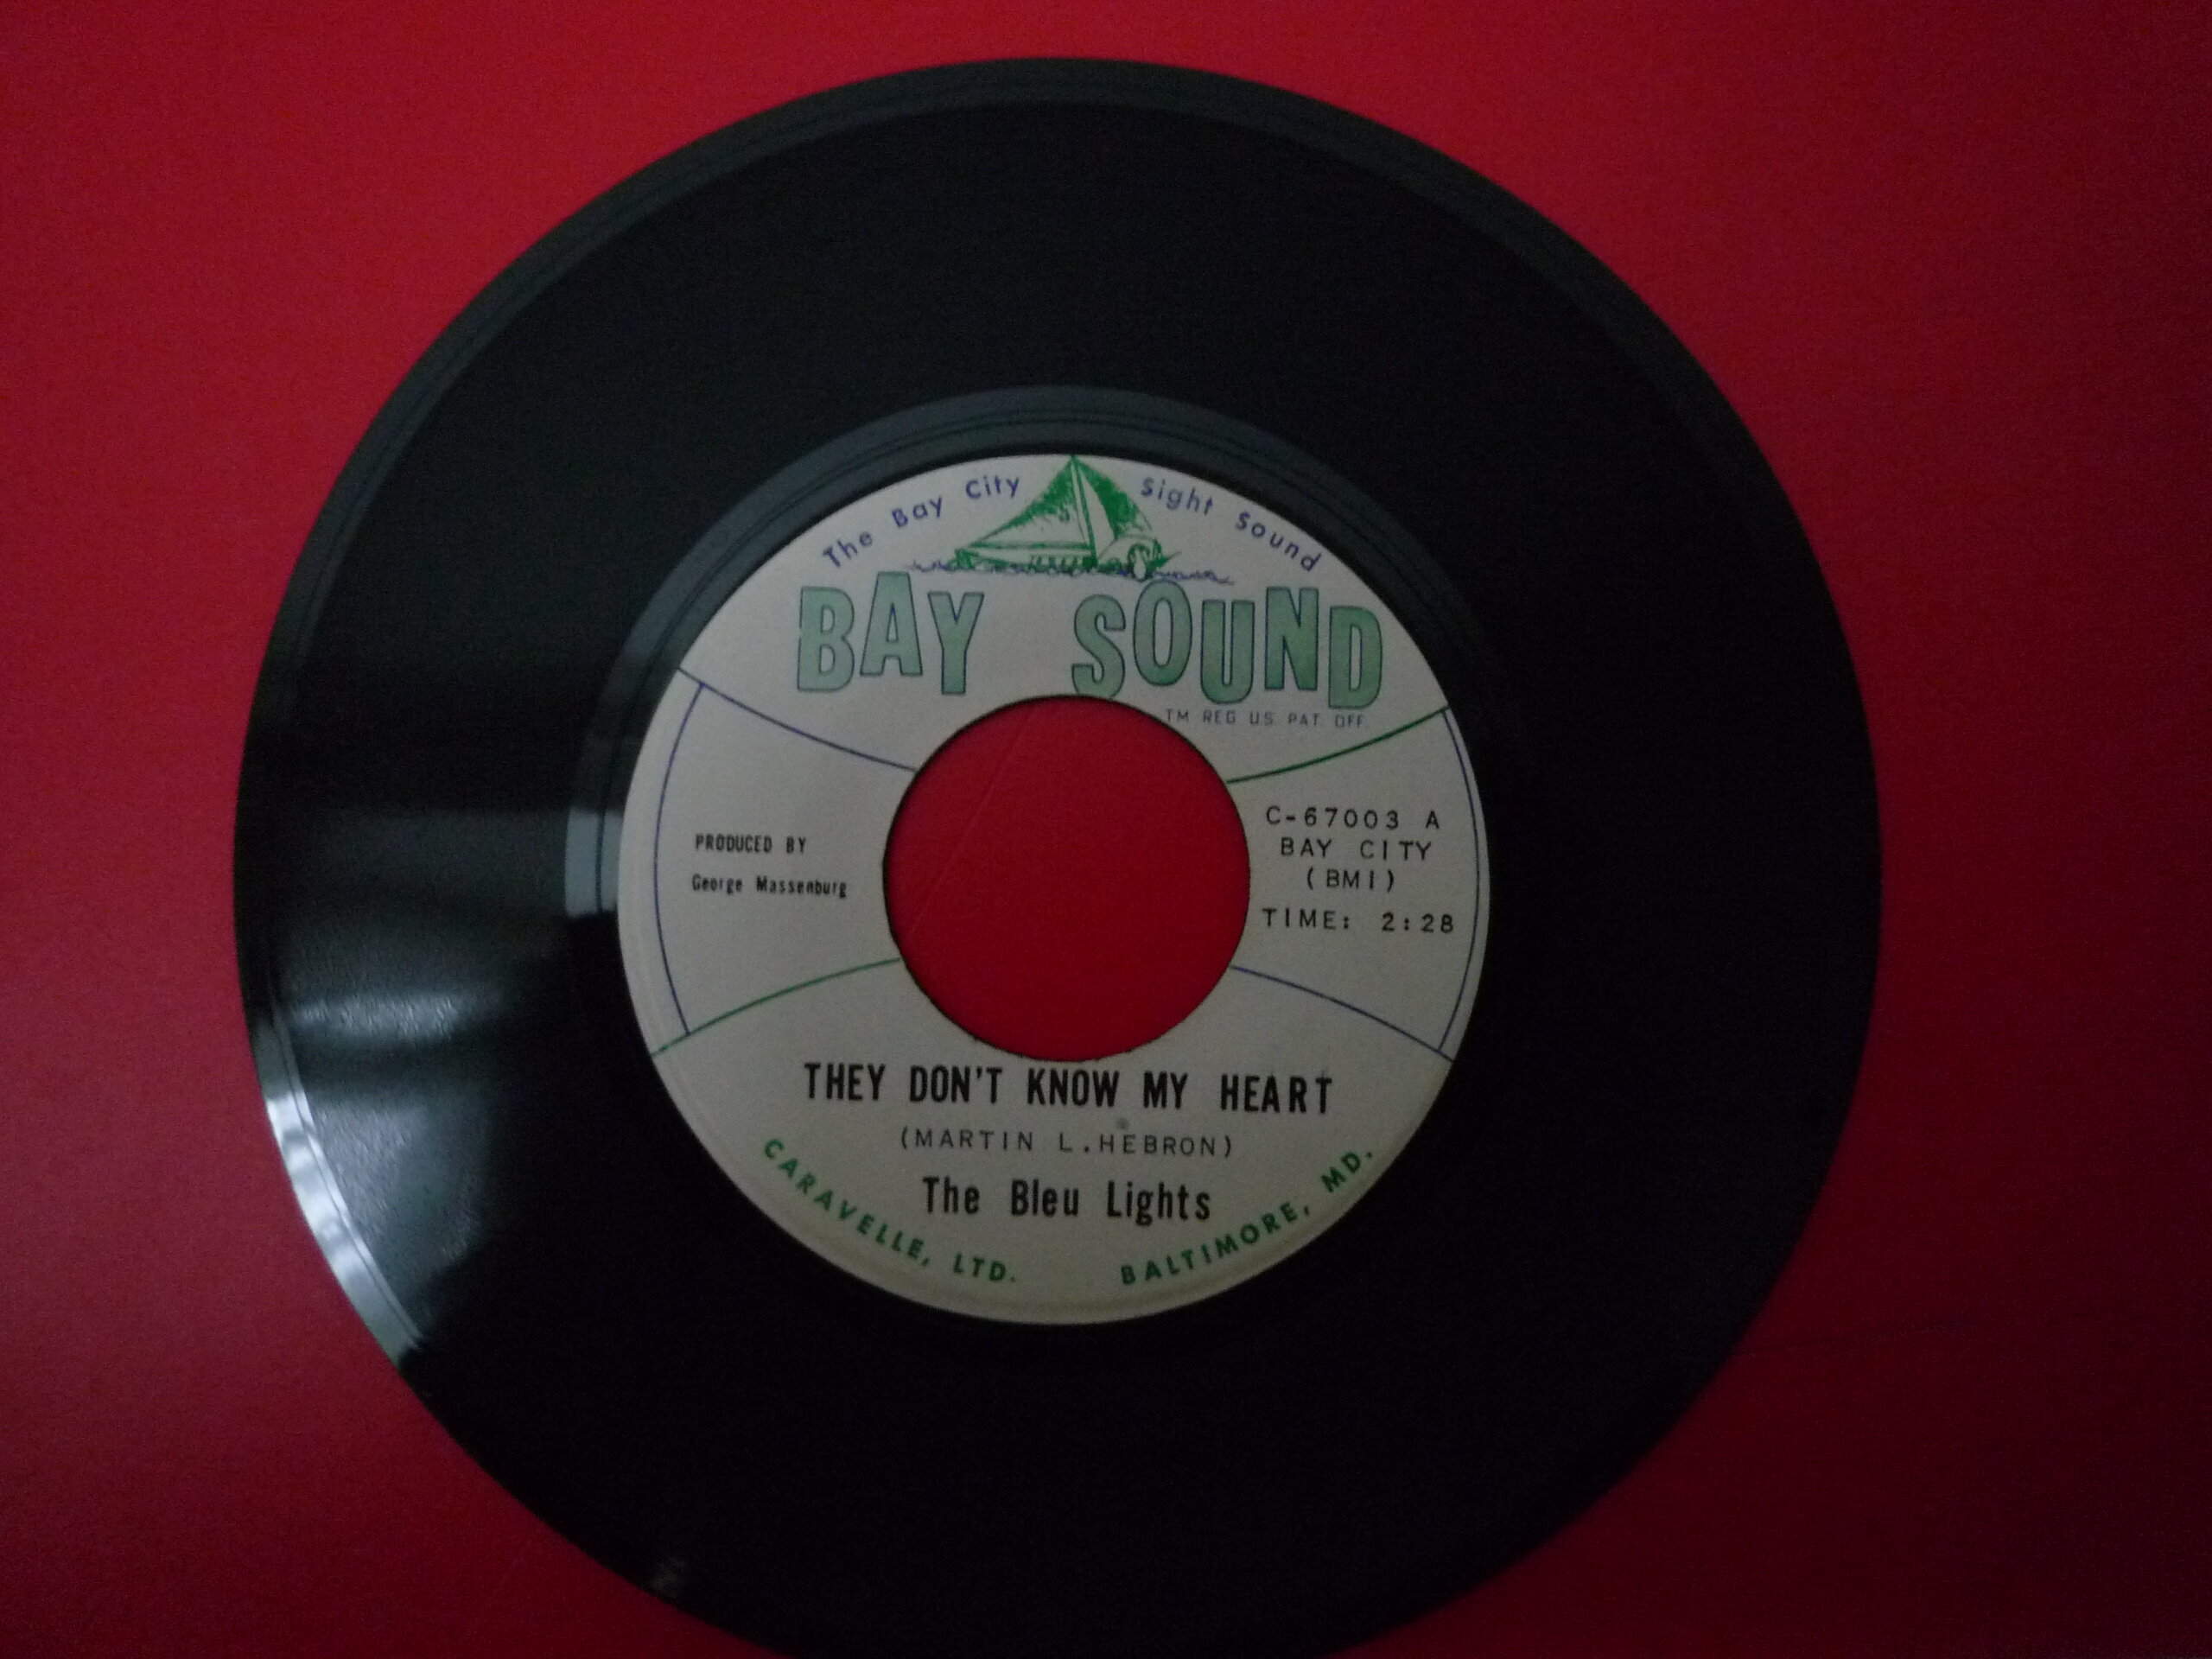 The Bay City Sight Sound
BAY SOUND
TM REG U.S. PAT. OFF.
PRODUCED BY
George Massenburg
C-67003 A
BAY CITY
(BMI)
TIME: 2:28
THEY DON'T KNOW MY HEART
(MARTIN L.HEBRON)
The Bleu Lights
CARAVELLE, LTD. BALTIMORE, MD.